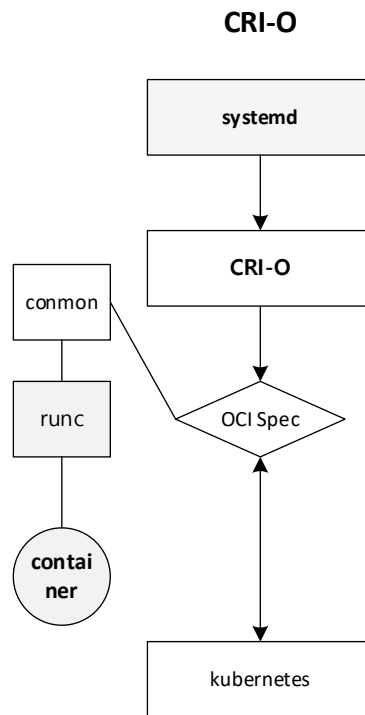 CRI-O
systemd
CRI-O
conmon
runc
OCI Spec
contai
ner
kubernetes